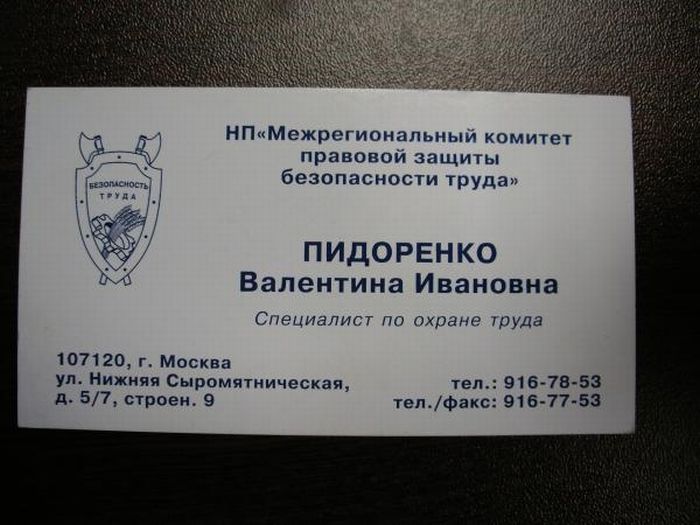 БЕЗОПАСНОСТЬ
ТРУДА
НП«Межрегиональный комитет
правовой защиты
безопасности труда»
ПИДОРЕНКО
Валентина Ивановна
Специалист по охране труда
107120, г. Москва
ул. Нижняя Сыромятническая,
д. 5/7, строен. 9
тел.: 916-78-53
тел./факс: 916-77-53